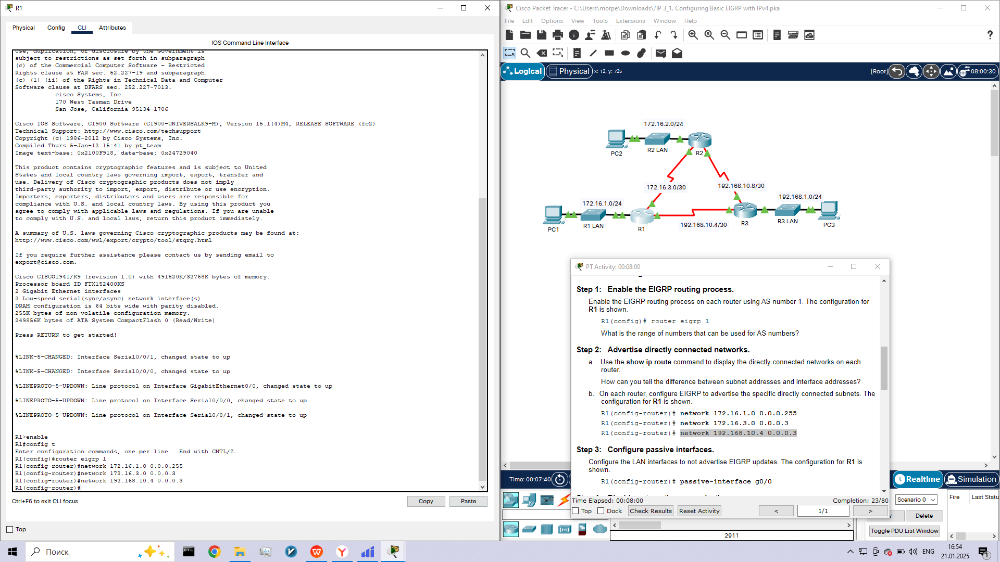 R1
Physical
Config
CLI
Attributes
IOS Command Line Interface
use, duplication, or disclosure by the Government is
subject to restrictions as set forth in subparagraph
(c) of the Commercial Computer Software - Restricted
Rights clause at FAR sec. 52.227-19 and subparagraph
(c) (1) (ii) of the Rights in Technical Data and Computer
Software clause at DFARS sec. 252.227-7013.
cisco Systems, Inc.
170 West Tasman Drive
San Jose, California 95134-1706
Cisco IOS Software, C1900 Software (C1900-UNIVERSALK9-M), Version 15.1(4)M4, RELEASE SOFTWARE (fc2)
Technical Support: http://www.cisco.com/techsupport
Copyright (c) 1986-2012 by Cisco Systems, Inc.
Compiled Thurs 5-Jan-12 15:41 by pt_team
Image text-base: 0x2100F918, data-base: 0x24729040
This product contains cryptographic features and is subject to United
States and local country laws governing import, export, transfer and
use. Delivery of Cisco cryptographic products does not imply
third-party authority to import, export, distribute or use encryption.
Importers, exporters, distributors and users are responsible for
compliance with U.S. and local country laws. By using this product you
agree to comply with applicable laws and regulations. If you are unable
to comply with U.S. and local laws, return this product immediately.
A summary of U.S. laws governing Cisco cryptographic products may be found at:
http://www.cisco.com/wwl/export/crypto/tool/stqrg.html
If you require further assistance please contact us by sending email to
export@cisco.com.
Cisco CISCO1941/K9 (revision 1.0) with 491520K/32768K bytes of memory.
Processor board ID FTX152400KS
2 Gigabit Ethernet interfaces
2 Low-speed serial(sync/async) network interface(s)
DRAM configuration is 64 bits wide with parity disabled.
255K bytes of non-volatile configuration memory.
249856K bytes of ATA System CompactFlash 0 (Read/Write)
Press RETURN to get started!
%LINK-5-CHANGED: Interface Serial0/0/1, changed state to up
%LINK-5-CHANGED: Interface Serial0/0/0, changed state to up
%LINEPROTO-5-UPDOWN: Line protocol on Interface GigabitEthernet0/0, changed state to up
%LINEPROTO-5-UPDOWN: Line protocol on Interface Serial0/0/0, changed state to up
%LINEPROTO-5-UPDOWN: Line protocol on Interface Serial0/0/1, changed state to up
R1>enable
R1#config t
Enter configuration commands, one per line. End with CNTL/Z.
R1(config)#router eigrp 1
R1(config-router)#network 172.16.1.0 0.0.0.255
R1(config-router)#network 172.16.3.0 0.0.0.3
R1(config-router)#network 192.168.10.4 0.0.0.3
R1(config-router)#
Ctrl+F6 to exit CLI focus
Copy
Paste
Top
Cisco Packet Tracer - C:\Users\morpe\Downloads\ЛР 3_1. Configuring Basic EIGRP with IPv4.pka
File Edit Options View Tools Extensions Window Help
?
Logical
Physical
x: 12, y: 725
[Root]
08:00:30
172.16.2.0/24
PC2
R2 LAN
R2
172.16.3.0/30
192.168.10.8/30
172.16.1.0/24
192.168.1.0/24
PC1
R1 LAN
R1
192.168.10.4/30
R3
R3 LAN
PC3
PT Activity: 00:08:00
Step 1: Enable the EIGRP routing process.
Enable the EIGRP routing process on each router using AS number 1. The configuration for
R1 is shown.
R1(config)# router eigrp 1
What is the range of numbers that can be used for AS numbers?
Step 2: Advertise directly connected networks.
a. Use the show ip route command to display the directly connected networks on each
router.
How can you tell the difference between subnet addresses and interface addresses?
b. On each router, configure EIGRP to advertise the specific directly connected subnets. The
configuration for R1 is shown.
R1(config-router)# network 172.16.1.0 0.0.0.255
R1(config-router)# network 172.16.3.0 0.0.0.3
R1(config-router)# network 192.168.10.4 0.0.0.3
Step 3: Configure passive interfaces.
Configure the LAN interfaces to not advertise EIGRP updates. The configuration for R1 is
shown.
R1(config-router)# passive-interface g0/0
Time Elapsed: 00:08:00
Completion: 23/80
Top
Dock
Check Results
Reset Activity
<
1/1
>
Time: 00:07:40
Realtime
Simulation
Scenario 0
Fire
Last Statu
Delete
Toggle PDU List Window
2911
Поиск
ENG
16:54
21.01.2025
1